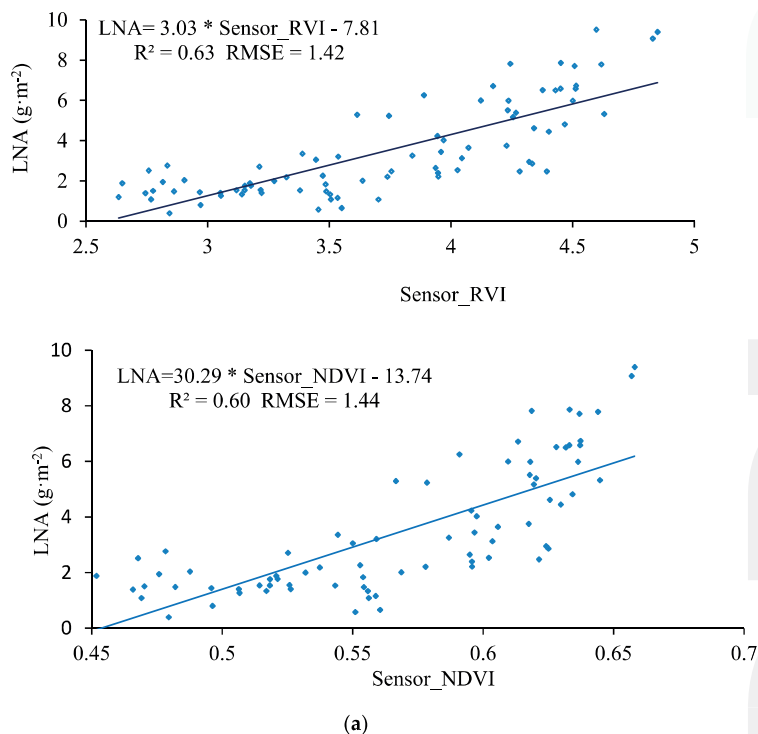 LNA= 3.03 * Sensor_RVI - 7.81
R² = 0.63 RMSE = 1.42
LNA (g·m⁻²)
10
8
6
4
2
0
2.5 3 3.5 4 4.5 5
Sensor_RVI
LNA=30.29 * Sensor_NDVI - 13.74
R² = 0.60 RMSE = 1.44
LNA (g·m⁻²)
10
8
6
4
2
0
0.45 0.5 0.55 0.6 0.65 0.7
Sensor_NDVI
(a)